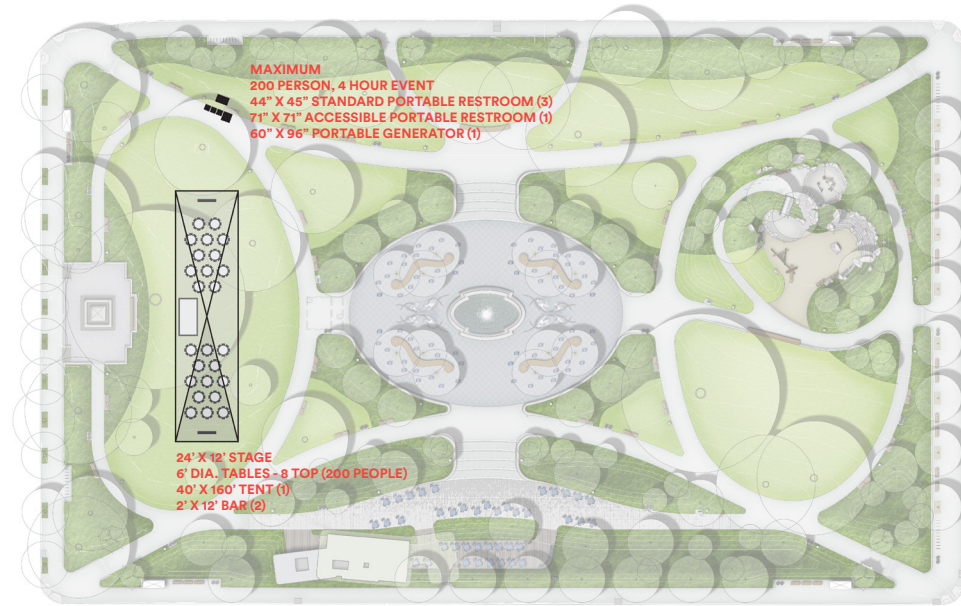 MAXIMUM
200 PERSON, 4 HOUR EVENT
44” X 45” STANDARD PORTABLE RESTROOM (3)
71” X 71” ACCESSIBLE PORTABLE RESTROOM (1)
60” X 96” PORTABLE GENERATOR (1)
24’ X 12’ STAGE
6’ DIA. TABLES - 8 TOP (200 PEOPLE)
40’ X 160’ TENT (1)
2’ X 12’ BAR (2)